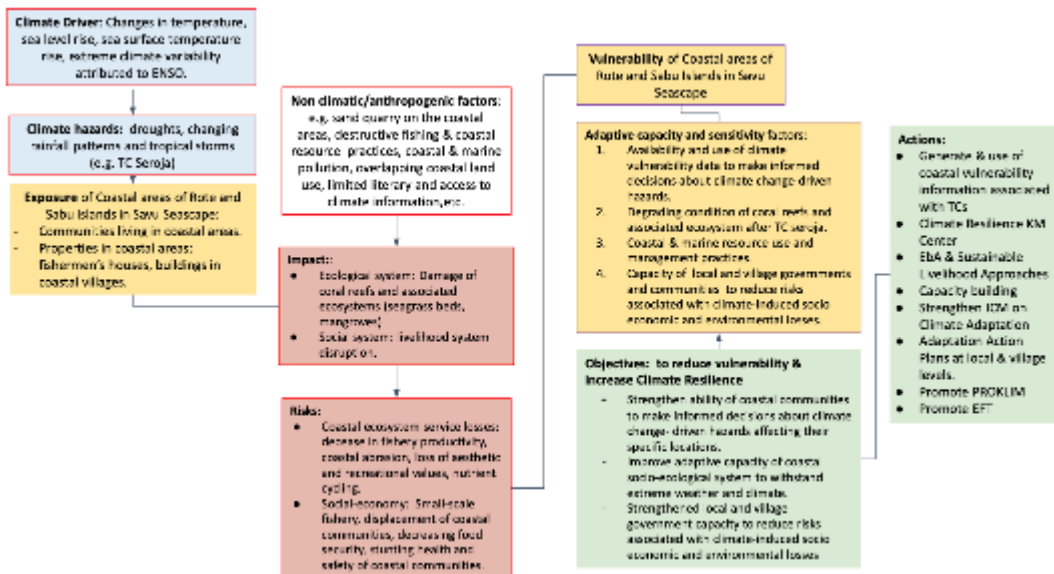 Climate Driver: Changes in temperature,
sea level rise, sea surface temperature
rise, extreme climate variability
attributed to ENSO.
Climate hazards: droughts, changing
rainfall patterns and tropical storms
(e.g. TC Seroja)
Exposure of Coastal areas of Rote and
Sabu Islands in Savu Seascape:
- Communities living in coastal areas.
- Properties in coastal areas:
fishermen's houses, buildings in
coastal villages.
Non climatic/anthropogenic factors:
e.g. sand quarry on the coastal
areas, destructive fishing & coastal
resource practices, coastal & marine
pollution, overlapping coastal land
use, limited literary and access to
climate information,etc.
Impact:
● Ecological system: Damage of
coral reefs and associated
ecosystems (seagrass beds,
mangroves)
● Social system: livelihood system
disruption.
Risks:
● Coastal ecosystem service losses:
decease in fishery productivity,
coastal abrasion, loss of aesthetic
and recreational values, nutrient
cycling.
● Social-economy: Small-scale
fishery, displacement of coastal
communities, decreasing food
security, stunting health and
safety of coastal communities.
Vulnerability of Coastal areas of
Rote and Sabu Islands in Savu
Seascape
Adaptive capacity and sensitivity factors:
1. Availability and use of climate
vulnerability data to make informed
decisions about climate change-driven
hazards.
2. Degrading condition of coral reefs and
associated ecosystem after TC seroja.
3. Coastal & marine resource use and
management practices.
4. Capacity of local and village governments
and communities to reduce risks
associated with climate-induced socio
economic and environmental losses.
Objectives: to reduce vulnerability &
increase Climate Resilience
- Strengthen ability of coastal communities
to make informed decisions about climate
change- driven hazards affecting their
specific locations.
- Improve adaptive capacity of coastal
socio-ecological system to withstand
extreme weather and climate.
- Strengthened local and village
government capacity to reduce risks
associated with climate-induced socio
economic and environmental losses
Actions:
● Generate & use of
coastal vulnerability
information associated
with TCs
● Climate Resilience KM
Center
● EbA & Sustainable
Livelihood Approaches
● Capacity building
● Strengthen ICM on
Climate Adaptation
● Adaptation Action
Plans at local & village
levels.
● Promote PROKLIM
● Promote EFT